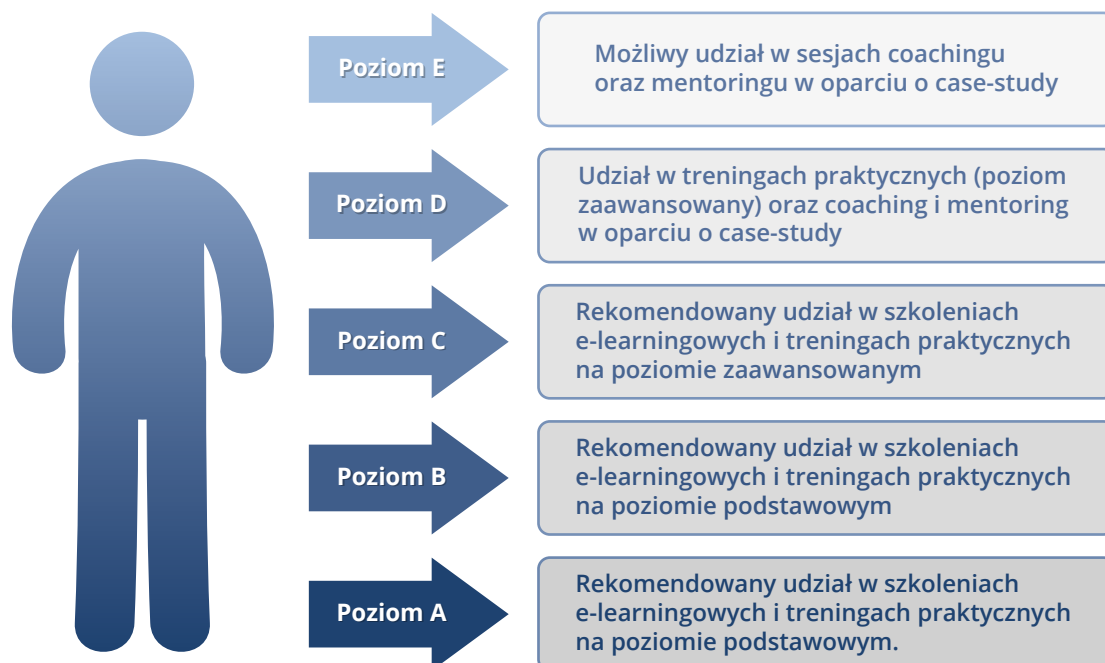 Poziom E
Możliwy udział w sesjach coachingu
oraz mentoringu w oparciu o case-study
Poziom D
Udział w treningach praktycznych (poziom
zaawansowany) oraz coaching i mentoring
w oparciu o case-study
Poziom C
Rekomendowany udział w szkoleniach
e-learningowych i treningach praktycznych
na poziomie zaawansowanym
Poziom B
Rekomendowany udział w szkoleniach
e-learningowych i treningach praktycznych
na poziomie podstawowym
Poziom A
Rekomendowany udział w szkoleniach
e-learningowych i treningach praktycznych
na poziomie podstawowym.